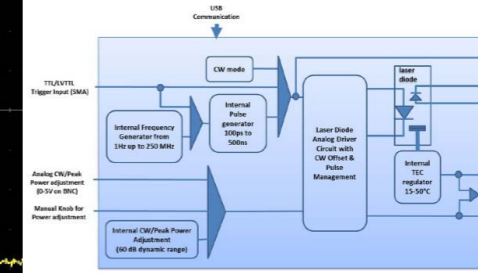 USB
Communication
CW mode
TTL/LVTTL
Trigger Input (SMA)
Internal Frequency
Generator from
1Hz up to 250 MHz
Internal
Pulse
generator
100ps to
500ns
Laser Diode
Analog Driver
Circuit with
CW Offset &
Pulse
Management
laser
diode
Internal
TEC
regulator
15-50°C
Analog CW/Peak
Power adjustment
(0-5V on BNC)
Manual Knob for
Power adjustment
Internal CW/Peak Power
Adjustment
(60 dB dynamic range)